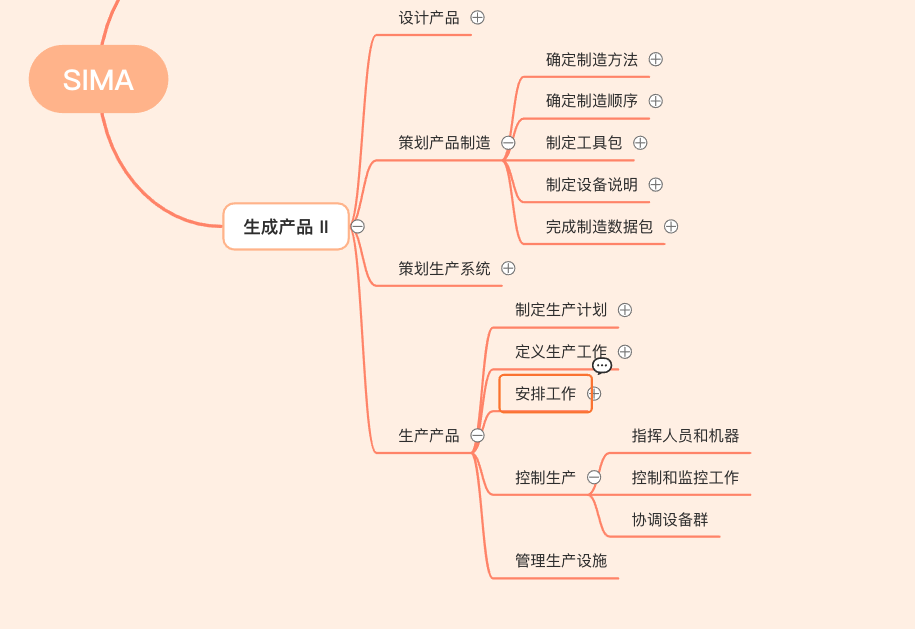 SIMA
生成产品 II
设计产品
策划产品制造
确定制造方法
确定制造顺序
制定工具包
制定设备说明
完成制造数据包
策划生产系统
生产产品
制定生产计划
定义生产工作
安排工作
控制生产
指挥人员和机器
控制和监控工作
协调设备群
管理生产设施